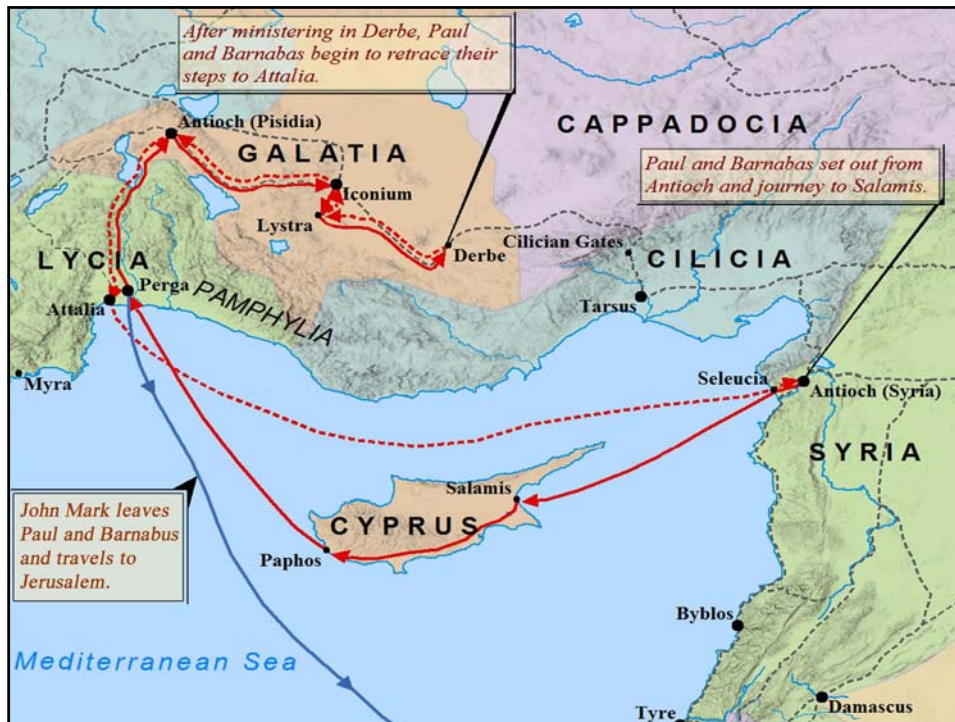 After ministering in Derbe, Paul
and Barnabas begin to retrace their
steps to Attalia.
CAPPADOCIA
Antioch (Pisidia)
GALATIA
Paul and Barnabas set out from
Antioch and journey to Salamis.
Iconium
Lystra
Derbe
Cilician Gates
CILICIA
LYCIA
Perga
PAMPHYLIA
Attalia
Tarsus
Myra
Seleucia
Antioch (Syria)
SYRIA
Salamis
John Mark leaves
Paul and Barnabus
and travels to
Jerusalem.
CYPRUS
Paphos
Byblos
Mediterranean Sea
Damascus
Tyre